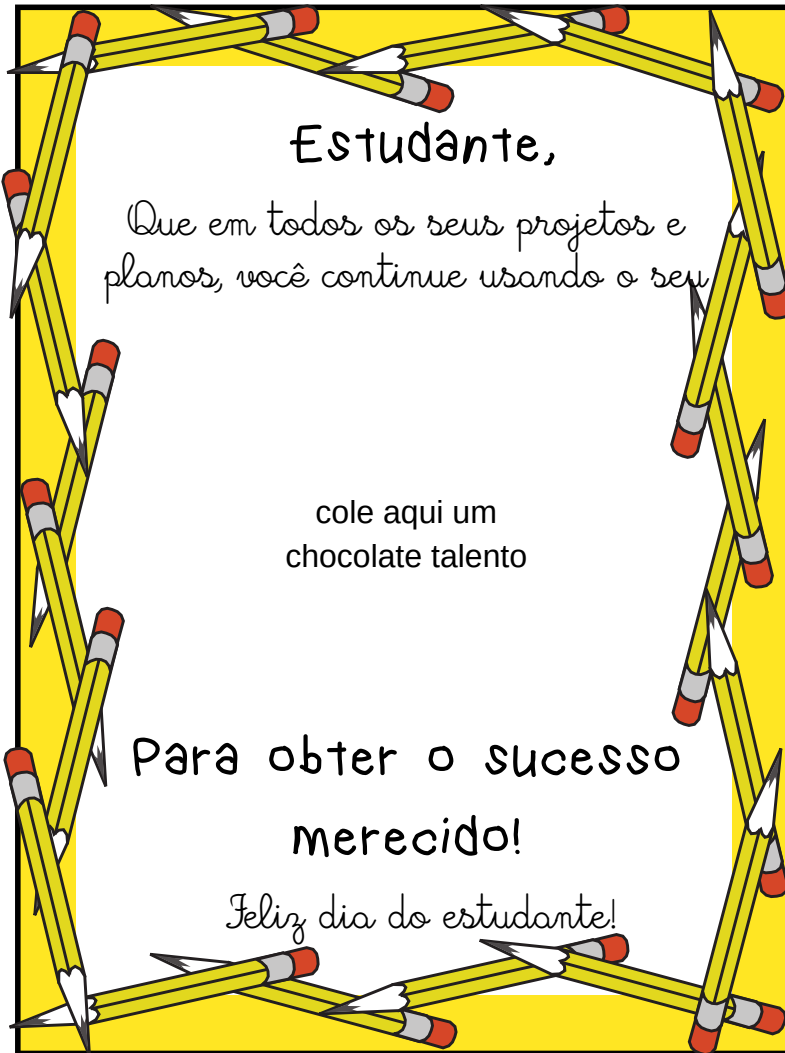 Estudante,
Que em todos os seus projetos e
planos, você continue usando o seu
cole aqui um
chocolate talento
Para obter o sucesso
merecido!
Feliz dia do estudante!